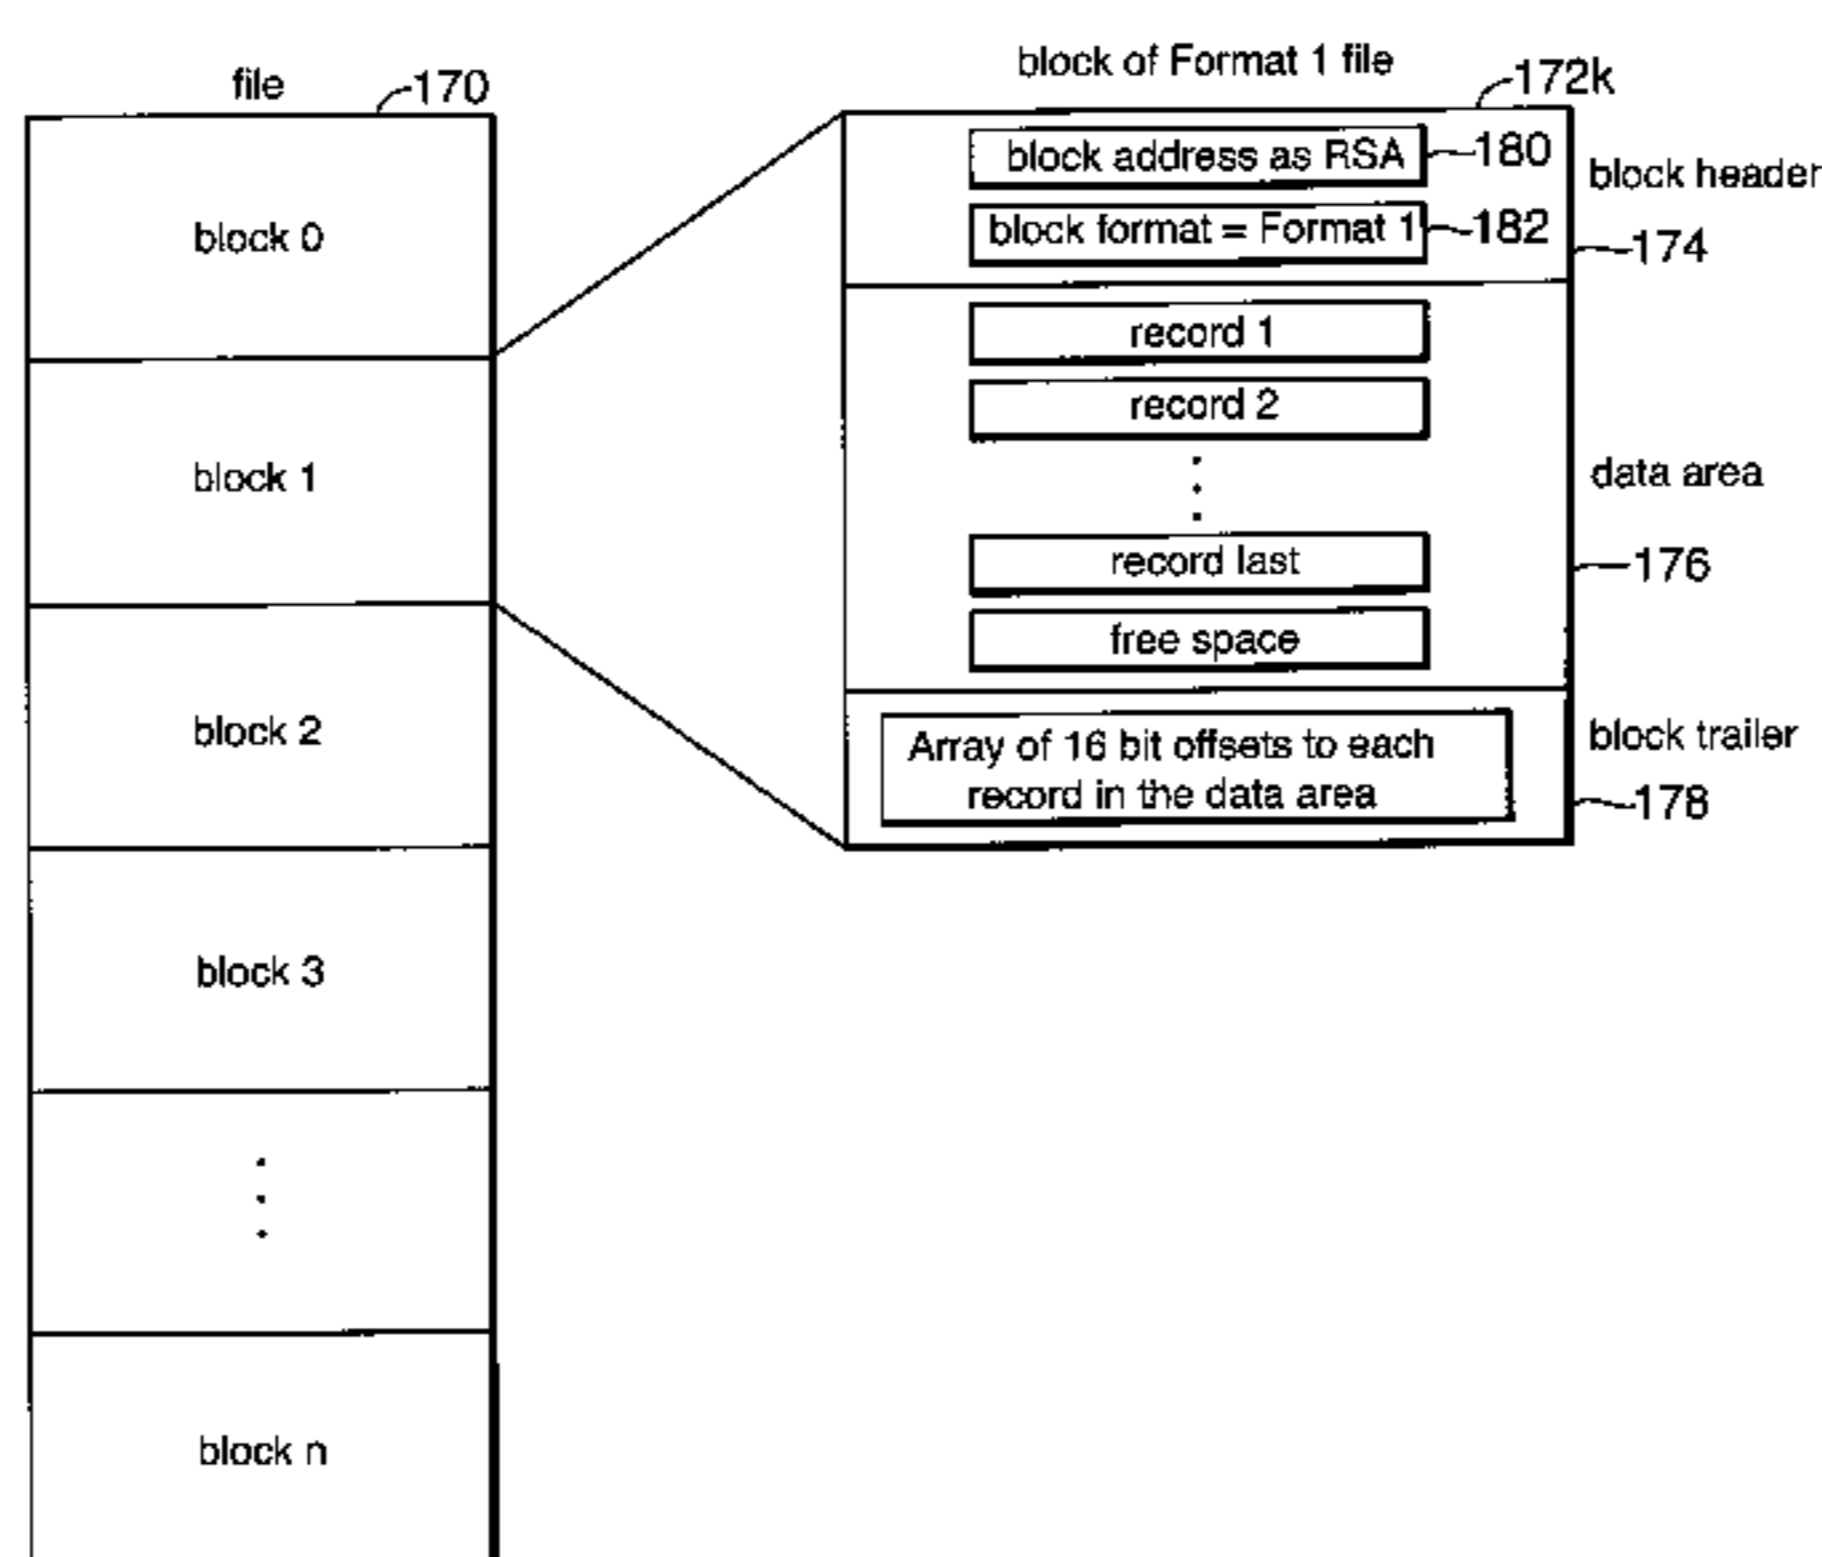 file
170
block 0
block 1
block 2
block 3
block n
block of Format 1 file
172k
block address as RSA
180
block header
block format = Format 1
182
174
record 1
record 2
data area
record last
176
free space
Array of 16 bit offsets to each
record in the data area
block trailer
178